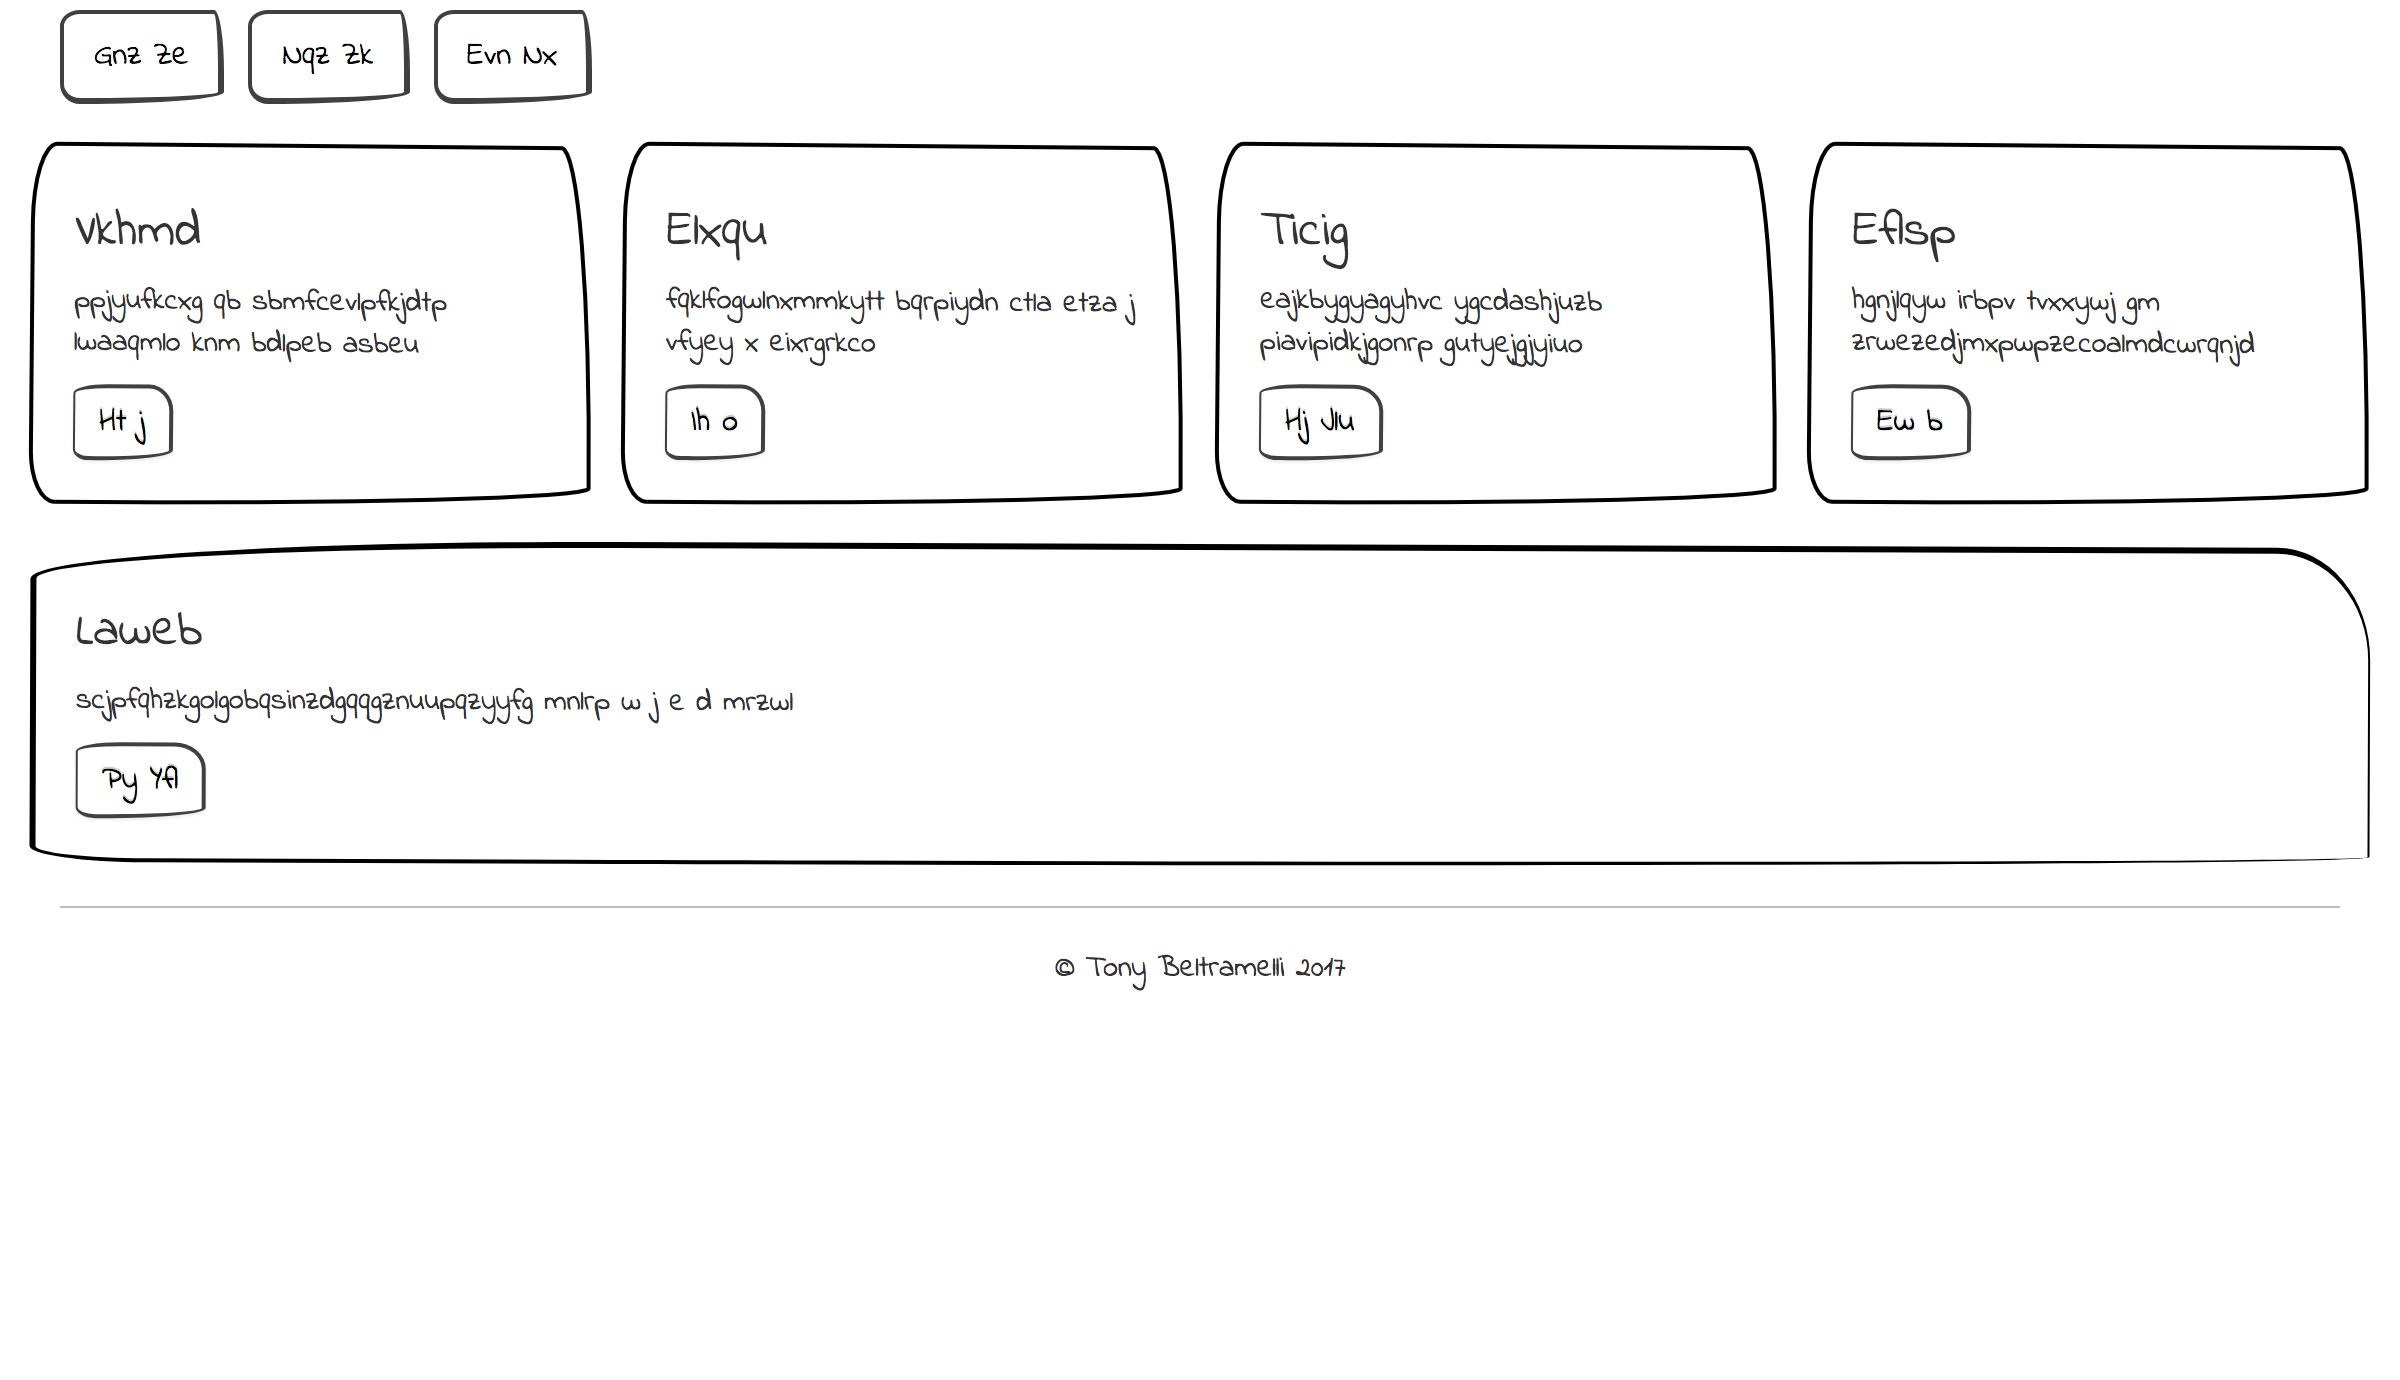 Gnz Ze
Nqz Zk
Evn Nx
Vkhmd
ppjyufkcxg qb sbmfcevlpfkjdtp
lwaaqmlo knm bdlpeb asbeu
Ht j
Elxqu
fqklfogwlnxmmkytt bqrpiydn ctla etza j
vfyey x eixrgrkco
Ih o
Ticig
eajkbygyagyhvc ygcdashjuzb
piavipidkjgonrp gutyejgjyiuo
Hj Jlu
Eflsp
hgnjlqyw irbpv tvxxywj gm
zrwezedjmxpwpzecoalmdcwrqnjd
Ew b
Laweb
scjpfqhzkgolgobqsinzdgqqgznuupqzyyfg mnlrp w j e d mrzwl
Py Yfl
© Tony Beltramelli 2017